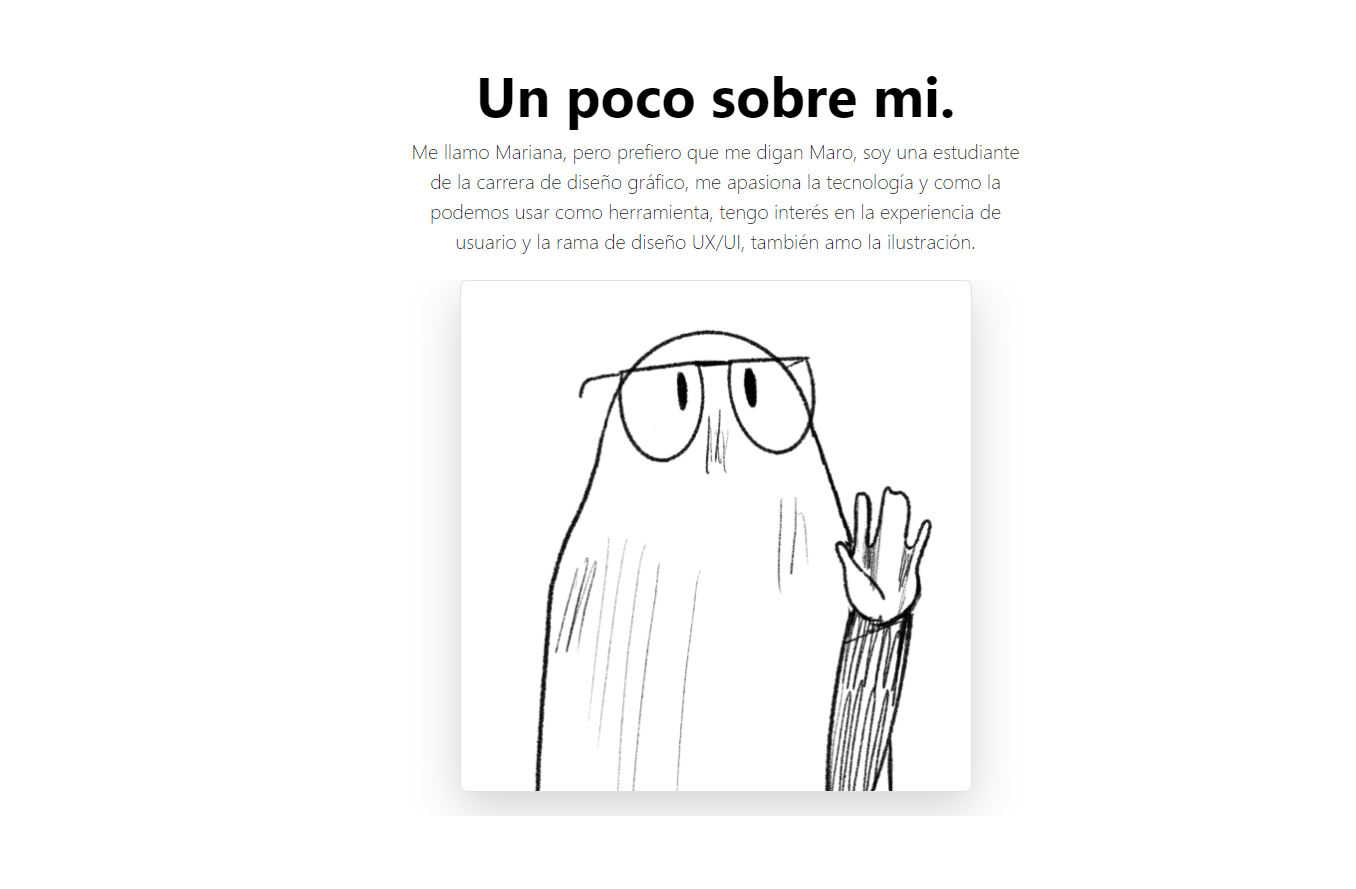 Un poco sobre mi.
Me llamo Mariana, pero prefiero que me digan Maro, soy una estudiante
de la carrera de diseño gráfico, me apasiona la tecnología y como la
podemos usar como herramienta, tengo interés en la experiencia de
usuario y la rama de diseño UX/UI, también amo la ilustración.